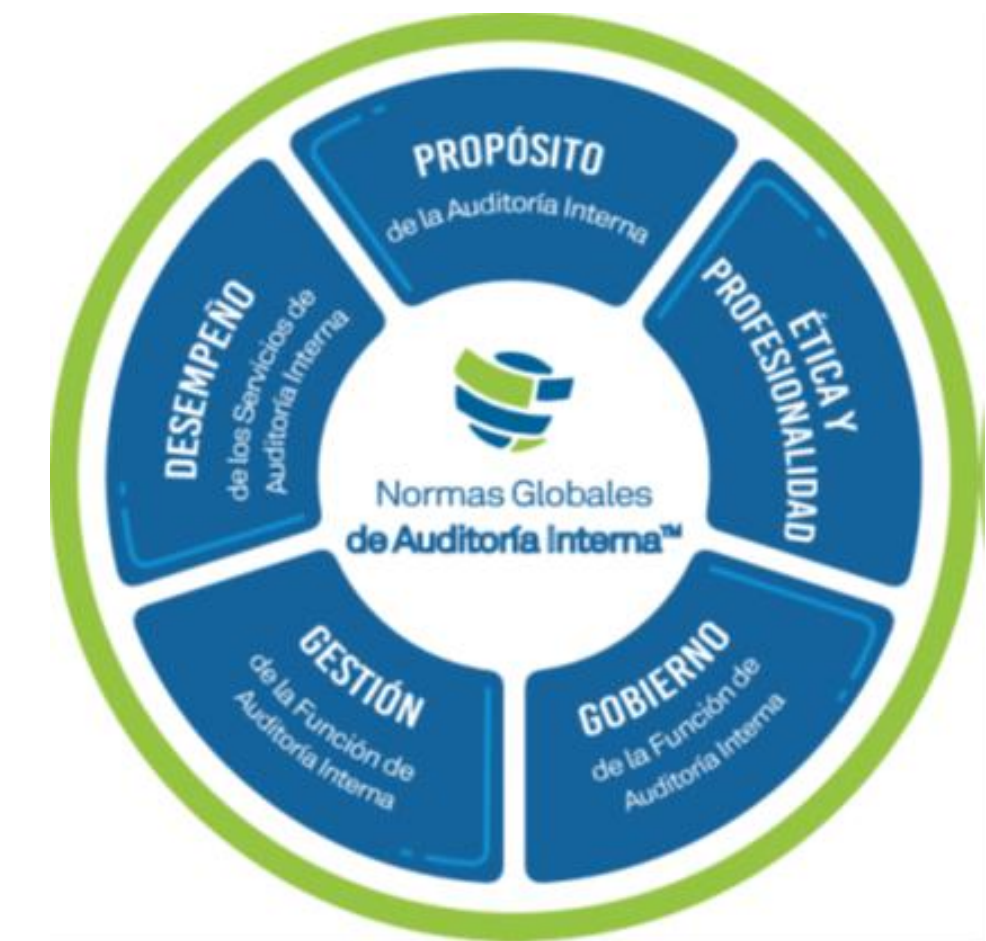 PROPÓSITO
de la Auditoría Interna
ÉTICA Y
PROFESIONALIDAD
GOBIERNO
de la Función de
Auditoría Interna
GESTIÓN
de la Función de
Auditoría Interna
DESEMPEÑO
de los Servicios de
Auditoría Interna
Normas Globales
de Auditoría Interna™